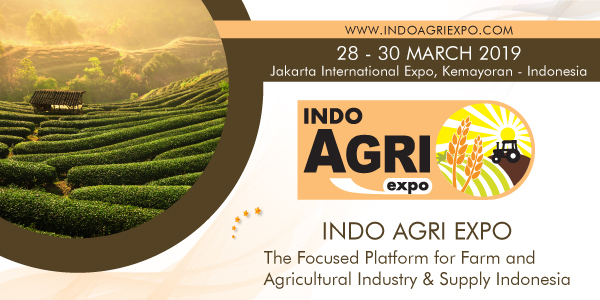 WWW.INDOAGRIEXPO.COM
28 - 30 MARCH 2019
Jakarta International Expo, Kemayoran - Indonesia
INDO
AGRI
expo
INDO AGRI EXPO
The Focused Platform for Farm and
Agricultural Industry & Supply Indonesia